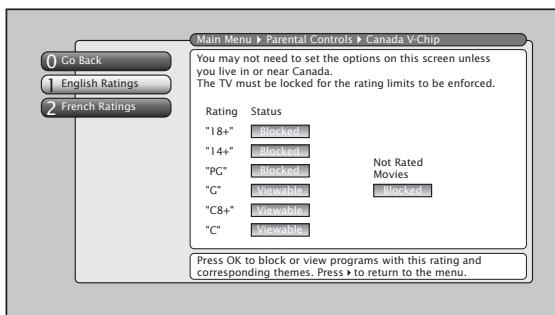 Main Menu ▸ Parental Controls ▸ Canada V-Chip
0 Go Back
1 English Ratings
2 French Ratings
You may not need to set the options on this screen unless
you live in or near Canada.
The TV must be locked for the rating limits to be enforced.
Rating Status
"18+" Blocked
"14+" Blocked
"PG" Blocked
"G" Viewable
"C8+" Viewable
"C" Viewable
Not Rated
Movies
Blocked
Press OK to block or view programs with this rating and
corresponding themes. Press ▸ to return to the menu.